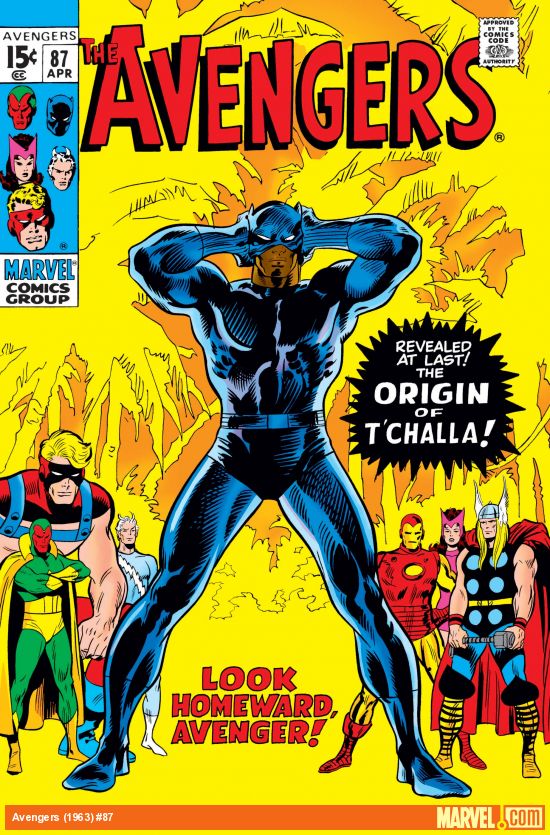 AVENGERS
15¢ 87
CC APR
THE AVENGERS®
APPROVED
BY THE
COMICS
CODE
AUTHORITY
MARVEL®
COMICS
GROUP
REVEALED
AT LAST!
THE
ORIGIN
OF
T'CHALLA!
LOOK
HOMEWARD,
AVENGER!
Avengers (1963) #87
MARVEL.com